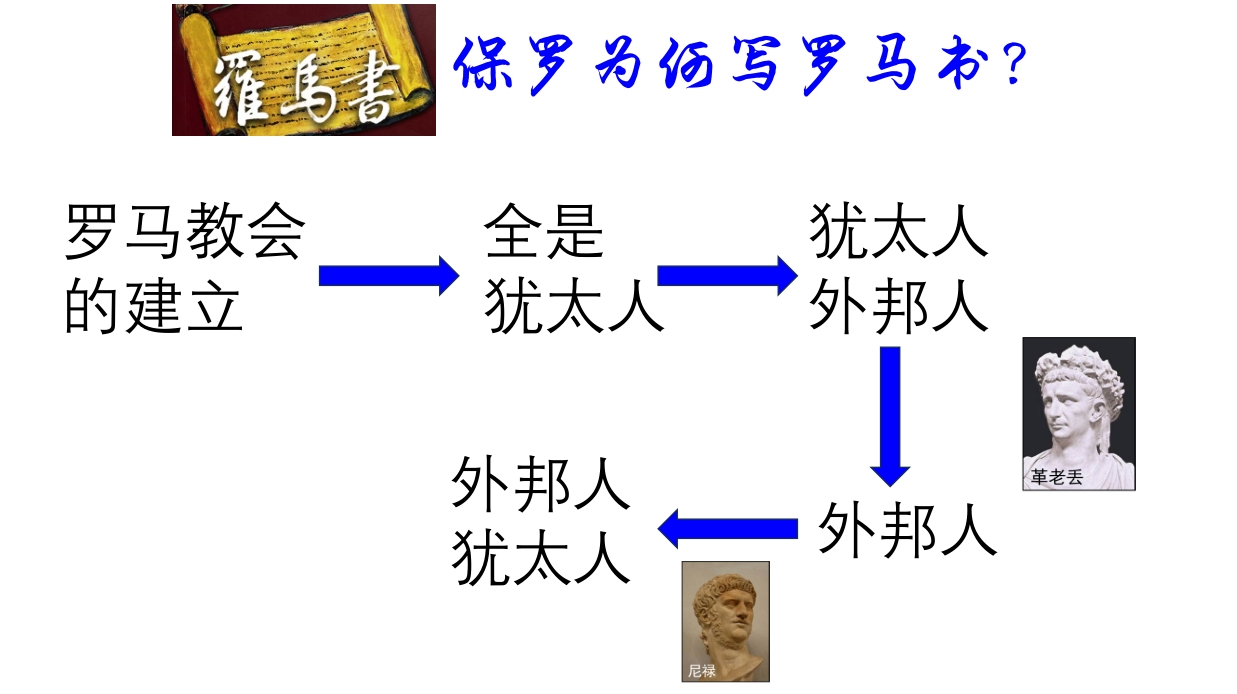 羅馬書
保罗为何写罗马书?
罗马教会
的建立
全是
犹太人
犹太人
外邦人
革老丢
外邦人
外邦人
犹太人
尼禄